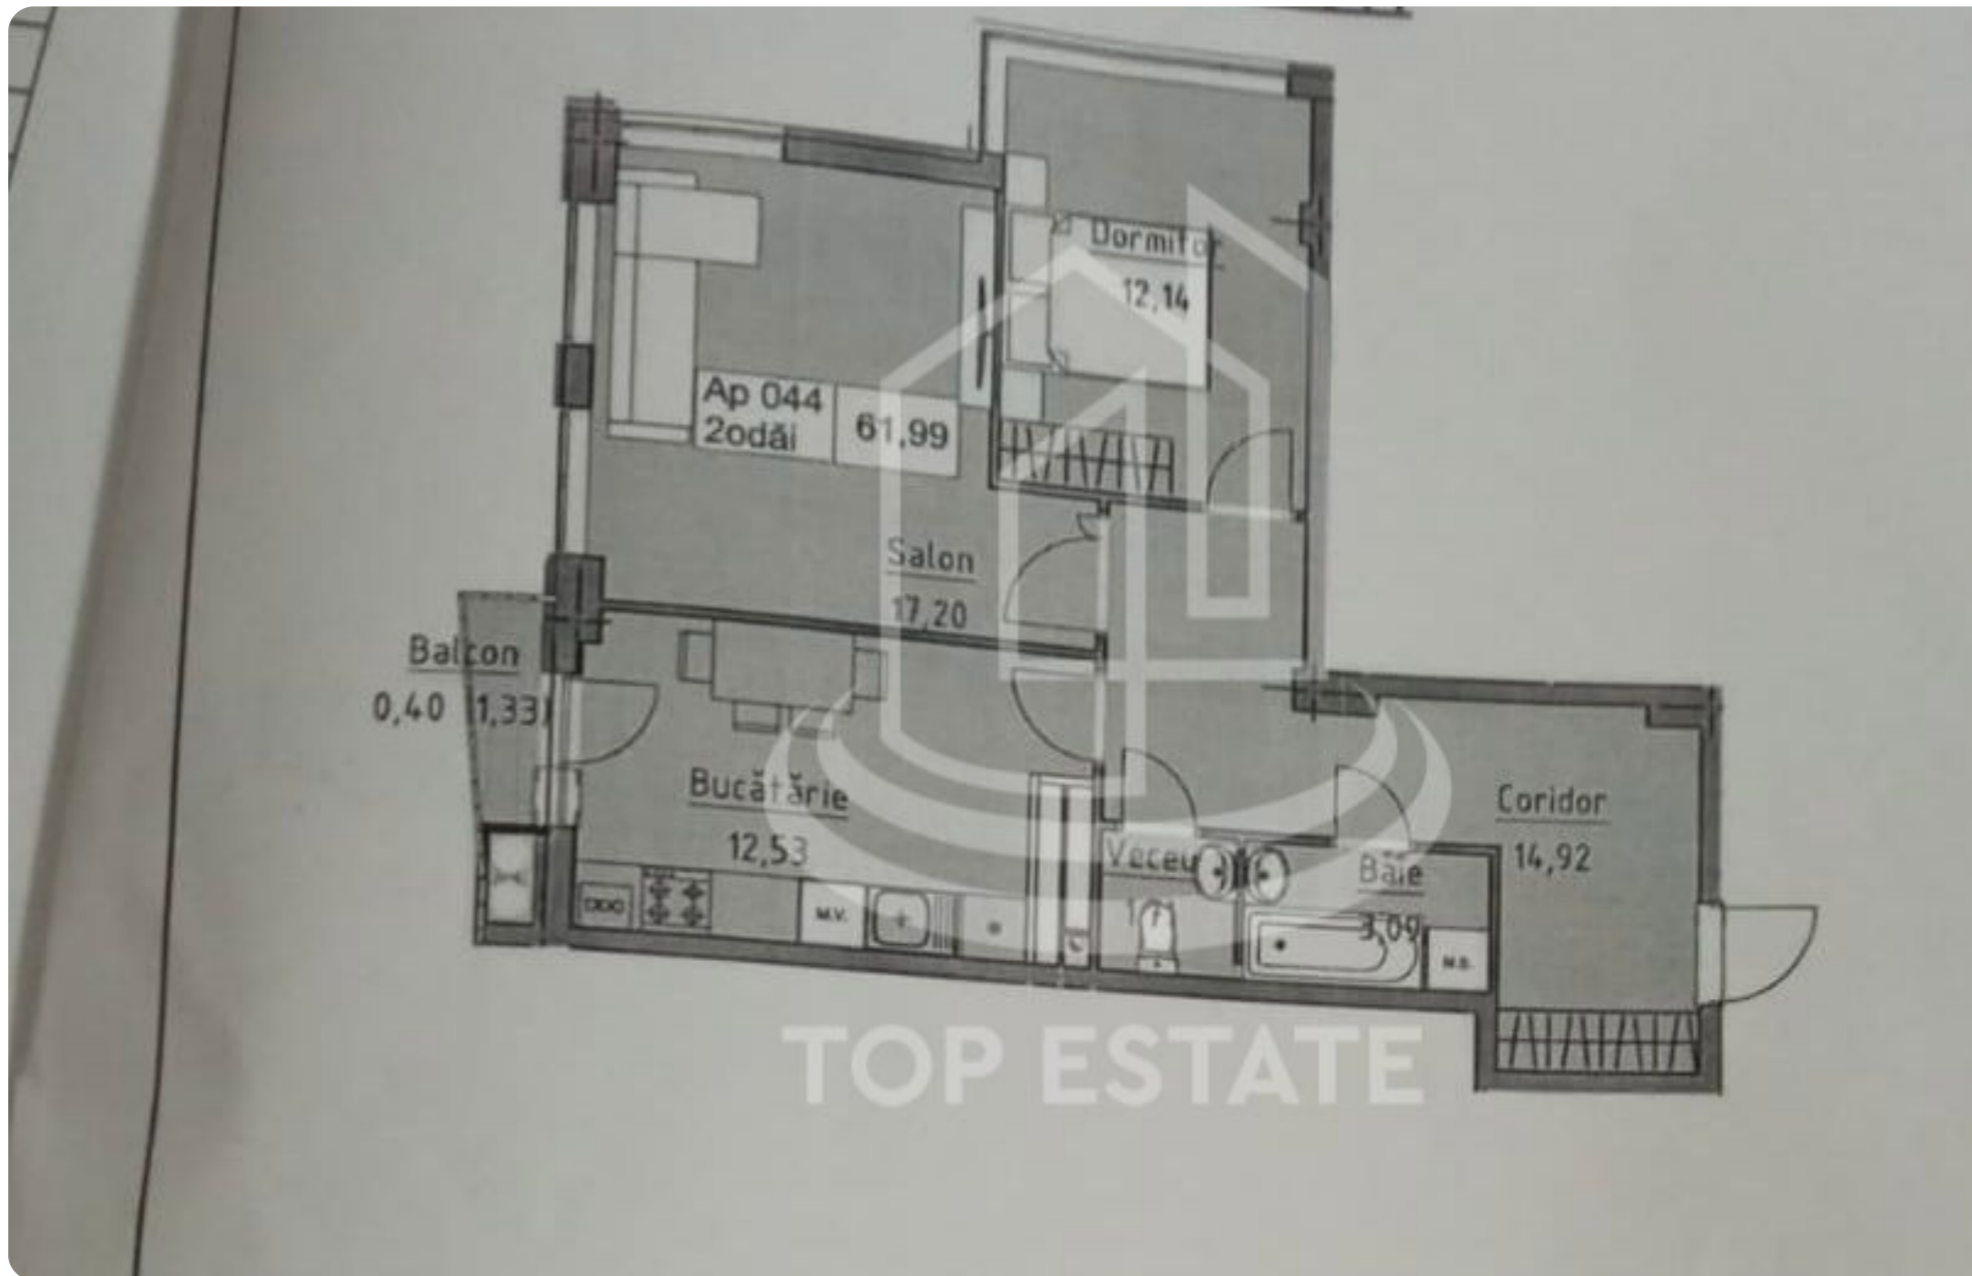 Dormitor
12,14
Ap 044
2odăi
61,99
Salon
17,20
Balcon
0,40 (1,33)
Bucătărie
12,53
Coridor
14,92
Veceu
Băie
3,09
M.V.
M.S.
TOP ESTATE